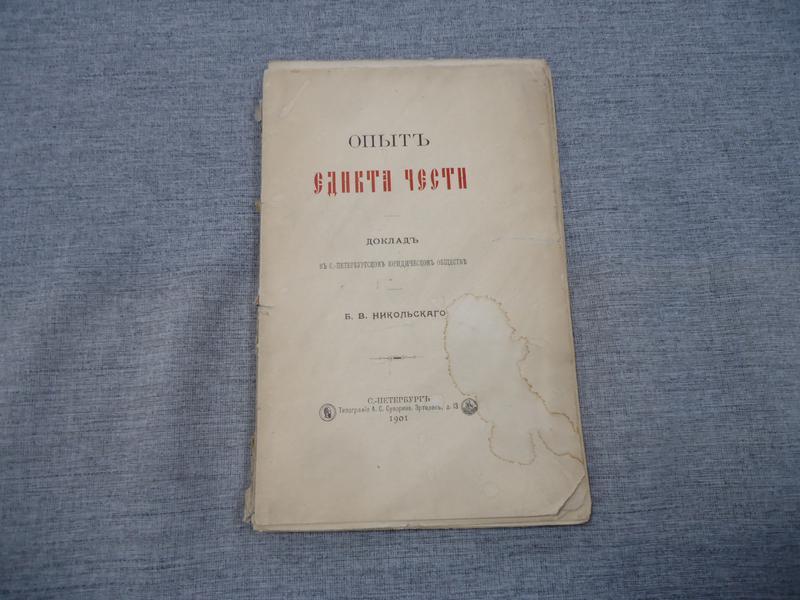 ОПЫТЪ
ЕДИКТА ЧЕСТИ
ДОКЛАДЪ
ВЪ С.-ПЕТЕРБУРГСКОМЪ ЮРИДИЧЕСКОМЪ ОБЩЕСТВѢ
Б. В. НИКОЛЬСКАГО
С.-ПЕТЕРБУРГЪ
Типографія А. С. Суворина. Эртелевъ, д. 13
1901